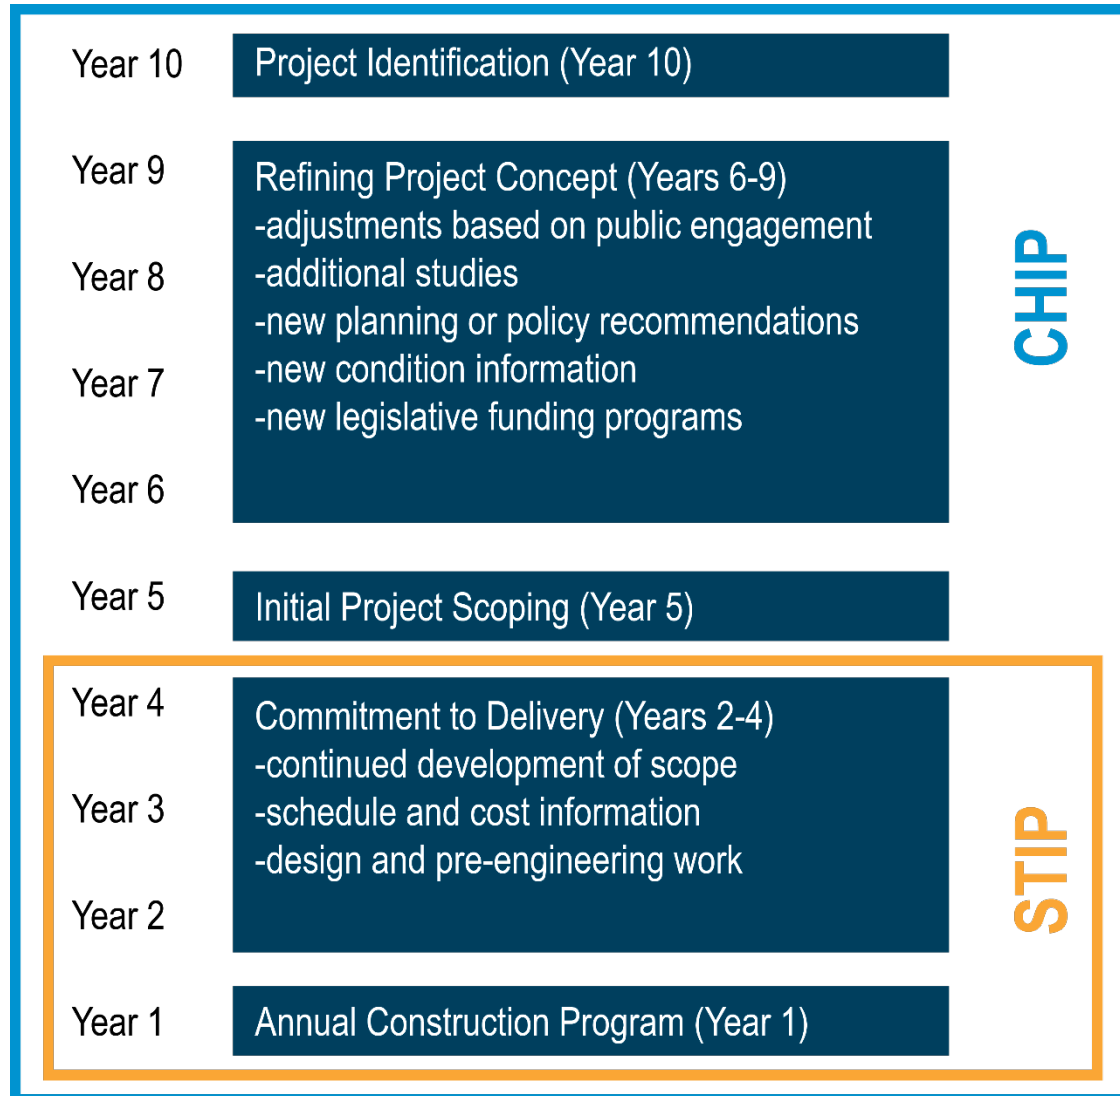 Year 10
Project Identification (Year 10)
Year 9
Year 8
Year 7
Year 6
Refining Project Concept (Years 6-9)
-adjustments based on public engagement
-additional studies
-new planning or policy recommendations
-new condition information
-new legislative funding programs
CHIP
Year 5
Initial Project Scoping (Year 5)
Year 4
Year 3
Year 2
Commitment to Delivery (Years 2-4)
-continued development of scope
-schedule and cost information
-design and pre-engineering work
STIP
Year 1
Annual Construction Program (Year 1)